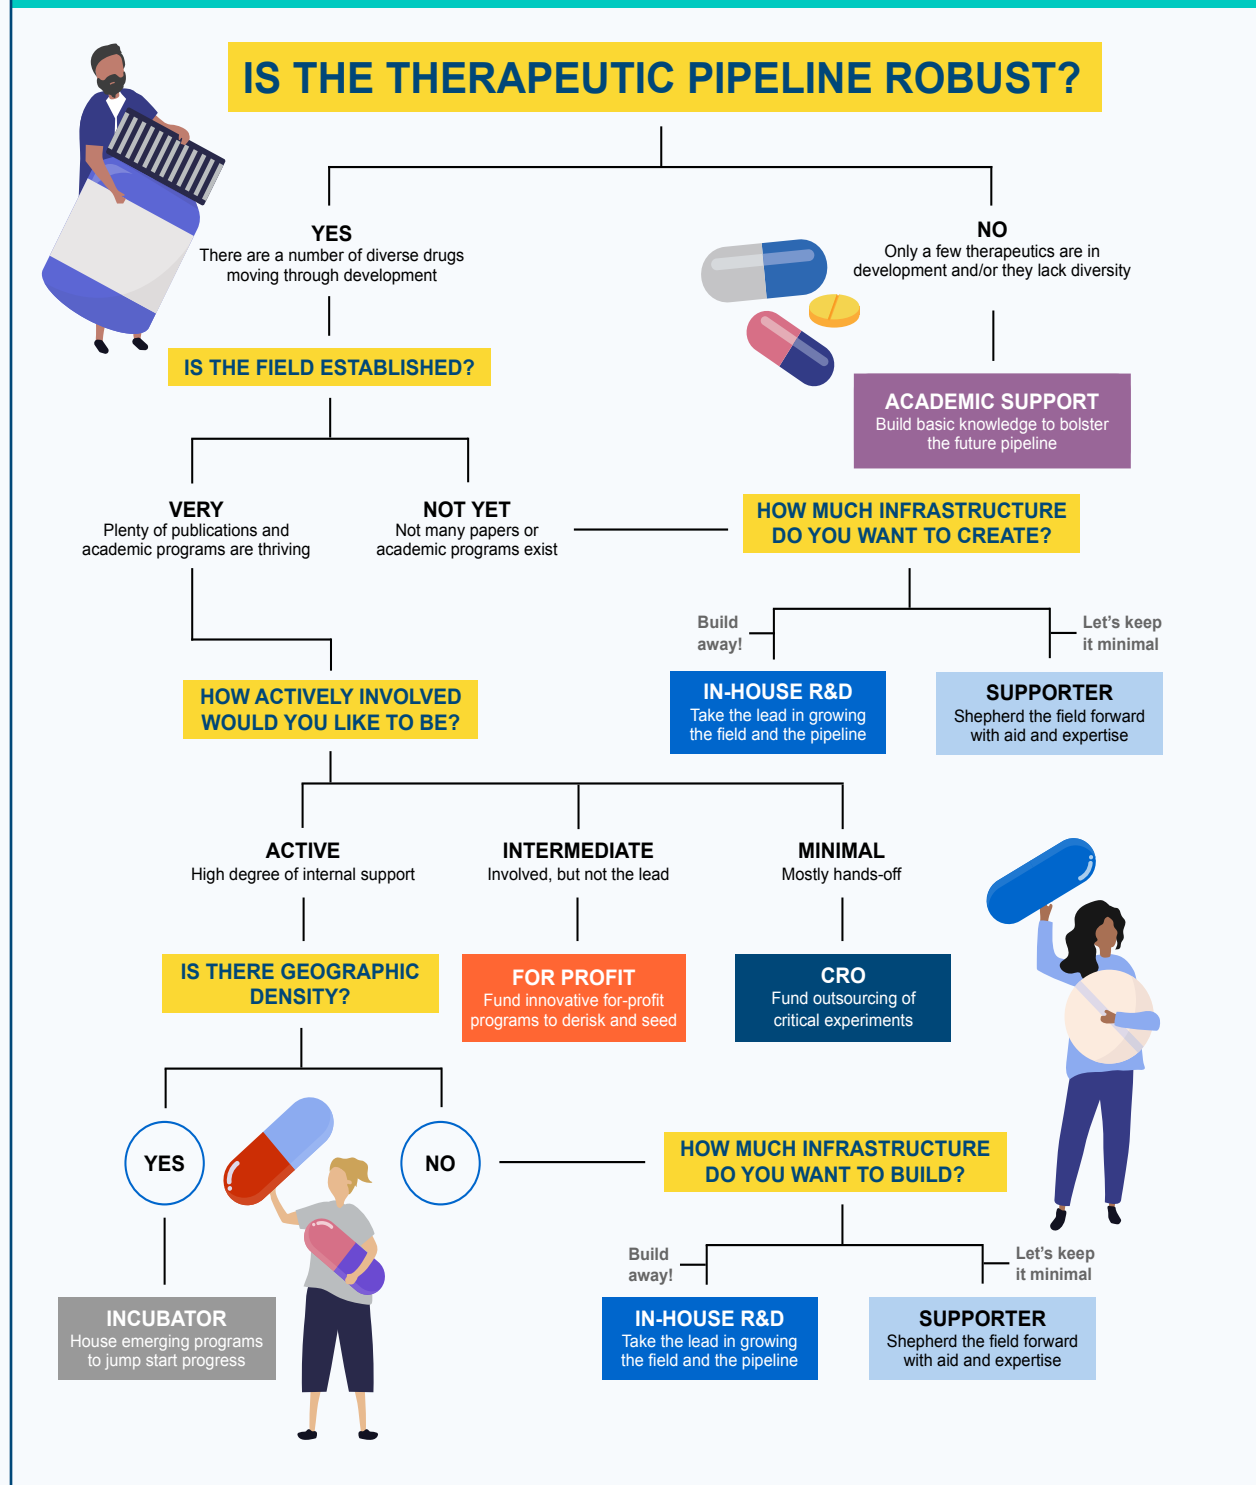 IS THE THERAPEUTIC PIPELINE ROBUST?
YES
There are a number of diverse drugs
moving through development
NO
Only a few therapeutics are in
development and/or they lack diversity
IS THE FIELD ESTABLISHED?
ACADEMIC SUPPORT
Build basic knowledge to bolster
the future pipeline
VERY
Plenty of publications and
academic programs are thriving
NOT YET
Not many papers or
academic programs exist
HOW MUCH INFRASTRUCTURE
DO YOU WANT TO CREATE?
Build
away!
Let's keep
it minimal
IN-HOUSE R&D
Take the lead in growing
the field and the pipeline
SUPPORTER
Shepherd the field forward
with aid and expertise
HOW ACTIVELY INVOLVED
WOULD YOU LIKE TO BE?
ACTIVE
High degree of internal support
INTERMEDIATE
Involved, but not the lead
MINIMAL
Mostly hands-off
IS THERE GEOGRAPHIC
DENSITY?
FOR PROFIT
Fund innovative for-profit
programs to derisk and seed
CRO
Fund outsourcing of
critical experiments
YES
NO
HOW MUCH INFRASTRUCTURE
DO YOU WANT TO BUILD?
Build
away!
Let's keep
it minimal
INCUBATOR
House emerging programs
to jump start progress
IN-HOUSE R&D
Take the lead in growing
the field and the pipeline
SUPPORTER
Shepherd the field forward
with aid and expertise